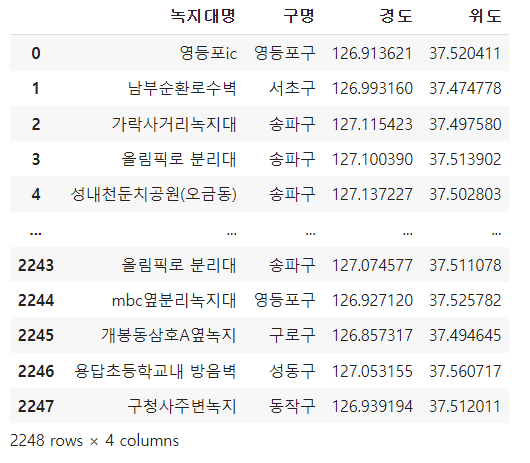 녹지대명 구명 경도 위도
0 영등포ic 영등포구 126.913621 37.520411
1 남부순환로수벽 서초구 126.993160 37.474778
2 가락사거리녹지대 송파구 127.115423 37.497580
3 올림픽로 분리대 송파구 127.100390 37.513902
4 성내천둔치공원(오금동) 송파구 127.137227 37.502803
... ... ... ... ...
2243 올림픽로 분리대 송파구 127.074577 37.511078
2244 mbc옆분리녹지대 영등포구 126.927120 37.525782
2245 개봉동삼호A옆녹지 구로구 126.857317 37.494645
2246 용답초등학교내 방음벽 성동구 127.053155 37.560717
2247 구청사주변녹지 동작구 126.939194 37.512011
2248 rows × 4 columns